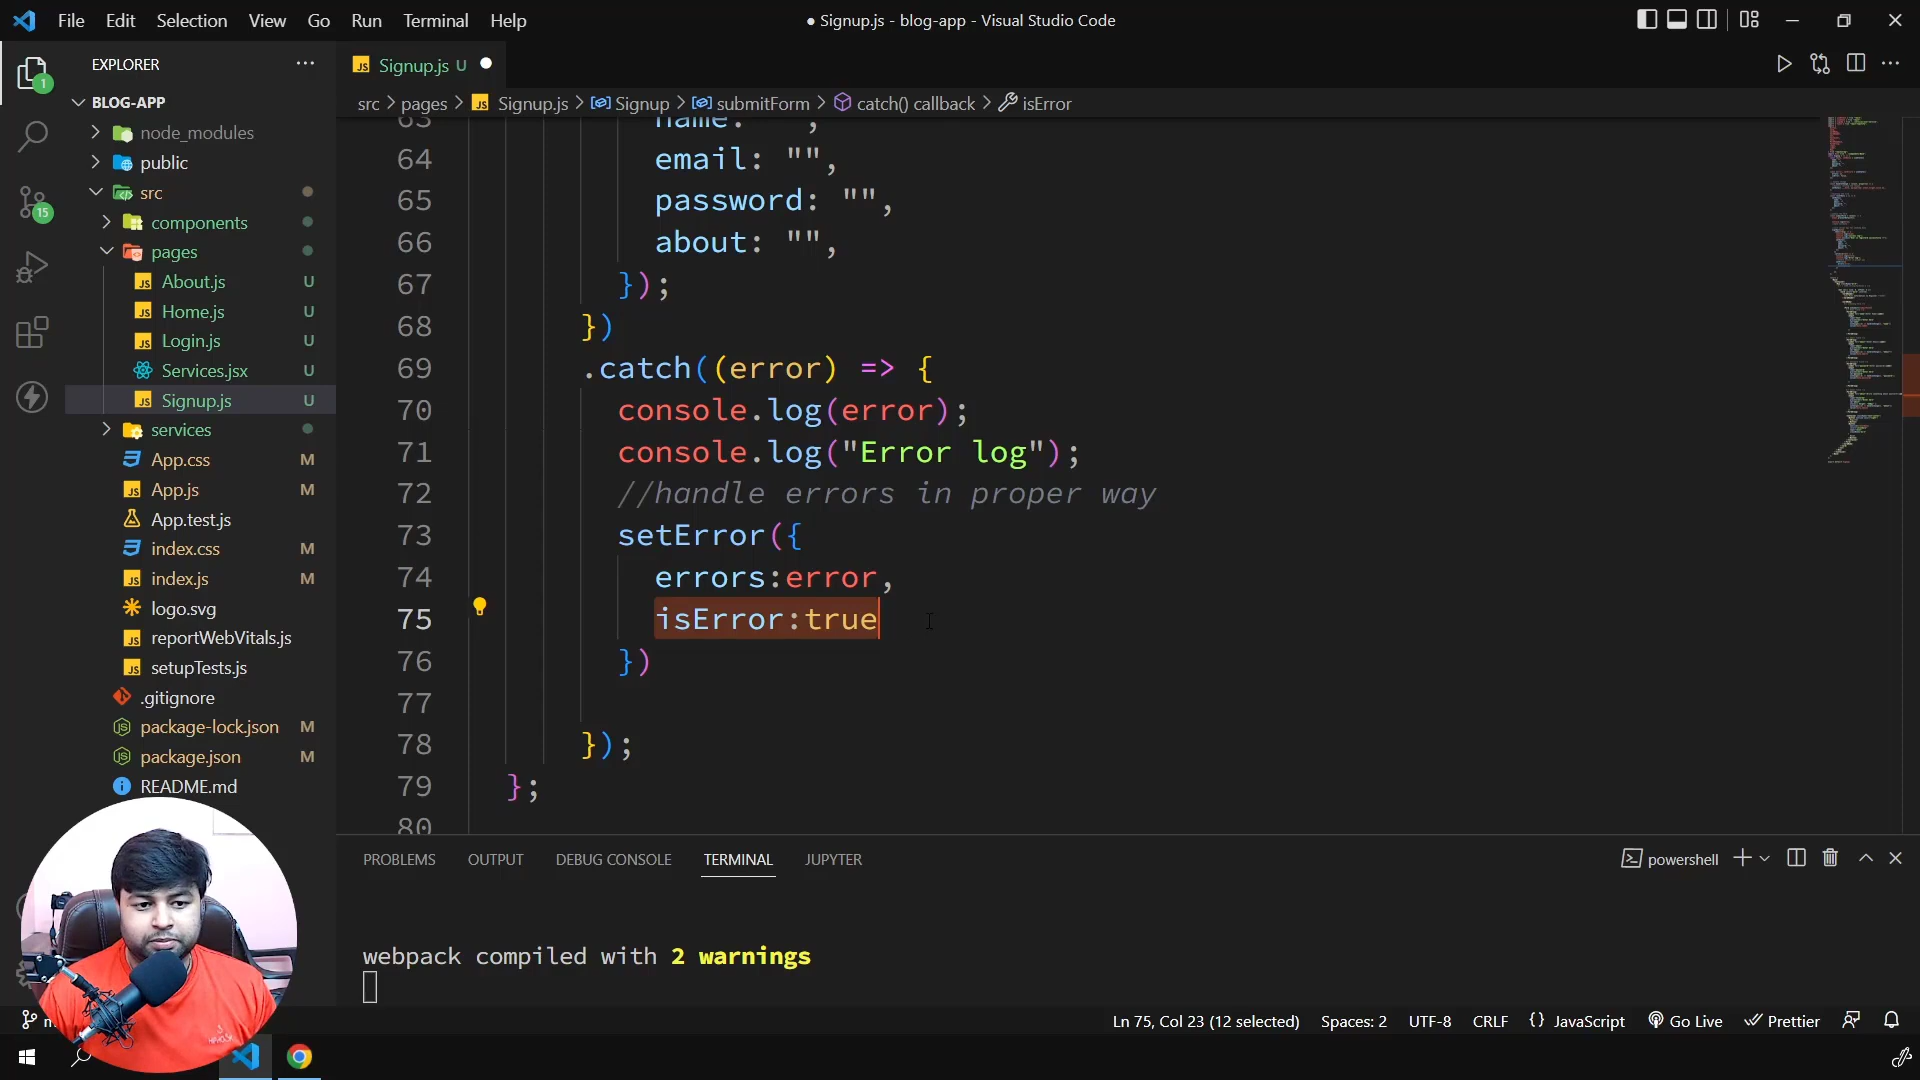 File Edit Selection View Go Run Terminal Help
● Signup.js - blog-app - Visual Studio Code
EXPLORER
Signup.js U
BLOG-APP
src > pages > Signup.js > Signup > submitForm > catch() callback > isError
node_modules
public
src
components
pages
About.js U
Home.js U
Login.js U
Services.jsx U
Signup.js U
services
App.css M
App.js M
App.test.js
index.css M
index.js M
logo.svg
reportWebVitals.js
setupTests.js
.gitignore
package-lock.json M
package.json M
README.md
1
15
63 name: "",
64 email: "",
65 password: "",
66 about: "",
67 });
68 })
69 .catch((error) => {
70 console.log(error);
71 console.log("Error log");
72 //handle errors in proper way
73 setError({
74 errors:error,
75 isError:true
76 })
77
78 });
79 };
80
PROBLEMS OUTPUT DEBUG CONSOLE TERMINAL JUPYTER
powershell
webpack compiled with 2 warnings
Ln 75, Col 23 (12 selected) Spaces: 2 UTF-8 CRLF {} JavaScript Go Live Prettier